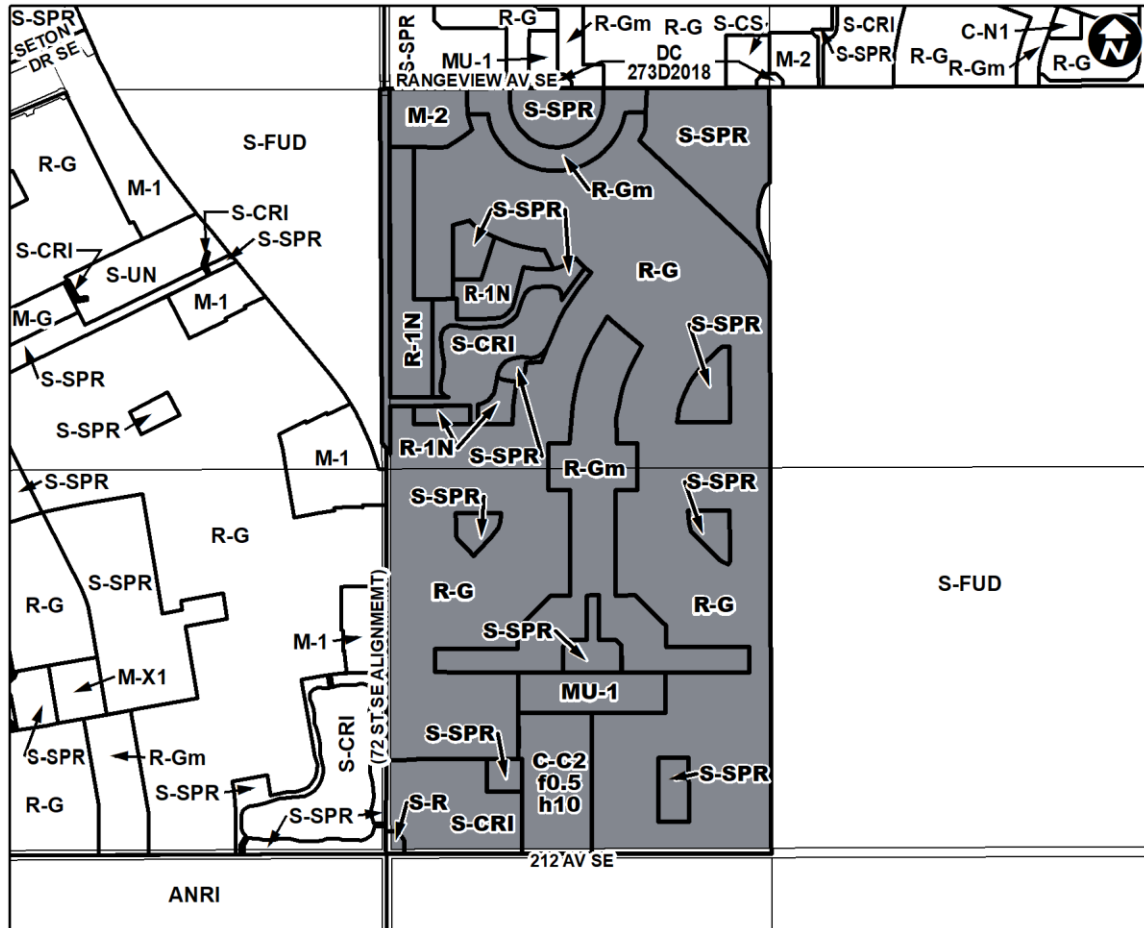 S-SPR
SETON
DR SE
S-SPR
R-G
R-Gm
MU-1
R-G
S-CS
DC
273D2018
M-2
S-CRI
S-SPR
R-G
R-Gm
C-N1
R-G
N
RANGEVIEW AV SE
S-FUD
R-G
M-1
S-CRI
S-SPR
S-CRI
S-UN
M-1
M-G
S-SPR
S-SPR
M-1
S-SPR
R-G
S-SPR
R-G
M-1
M-X1
S-SPR
R-Gm
R-G
S-SPR
S-CRI
S-SPR
(72 ST SE ALIGNMEMT)
M-2
S-SPR
S-SPR
R-Gm
S-SPR
R-G
R-1N
R-1N
S-CRI
S-SPR
R-1N
S-SPR
R-Gm
S-SPR
S-SPR
R-G
R-G
S-SPR
MU-1
S-SPR
C-C2
f0.5
h10
S-SPR
S-R
S-CRI
S-FUD
212 AV SE
ANRI